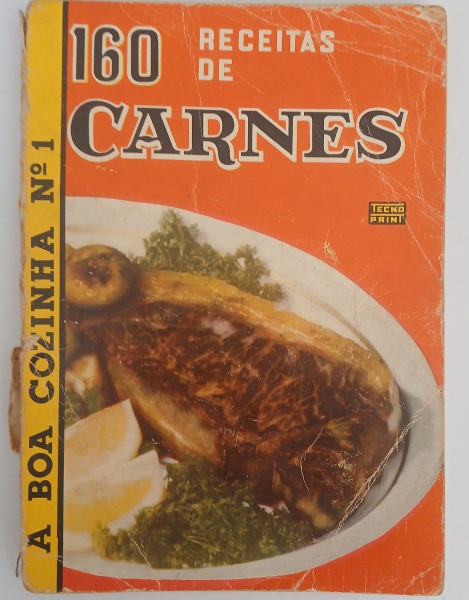 160 RECEITAS
DE
CARNES
TECNO
PRINT
A BOA COZINHA Nº 1